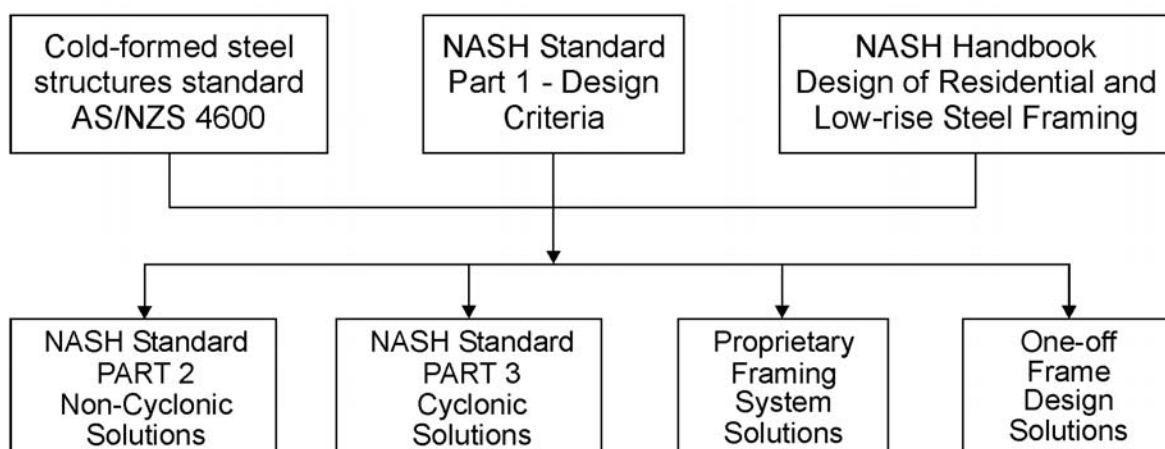 Cold-formed steel
structures standard
AS/NZS 4600
NASH Standard
Part 1 - Design
Criteria
NASH Handbook
Design of Residential and
Low-rise Steel Framing
NASH Standard
PART 2
Non-Cyclonic
Solutions
NASH Standard
PART 3
Cyclonic
Solutions
Proprietary
Framing
System
Solutions
One-off
Frame
Design
Solutions